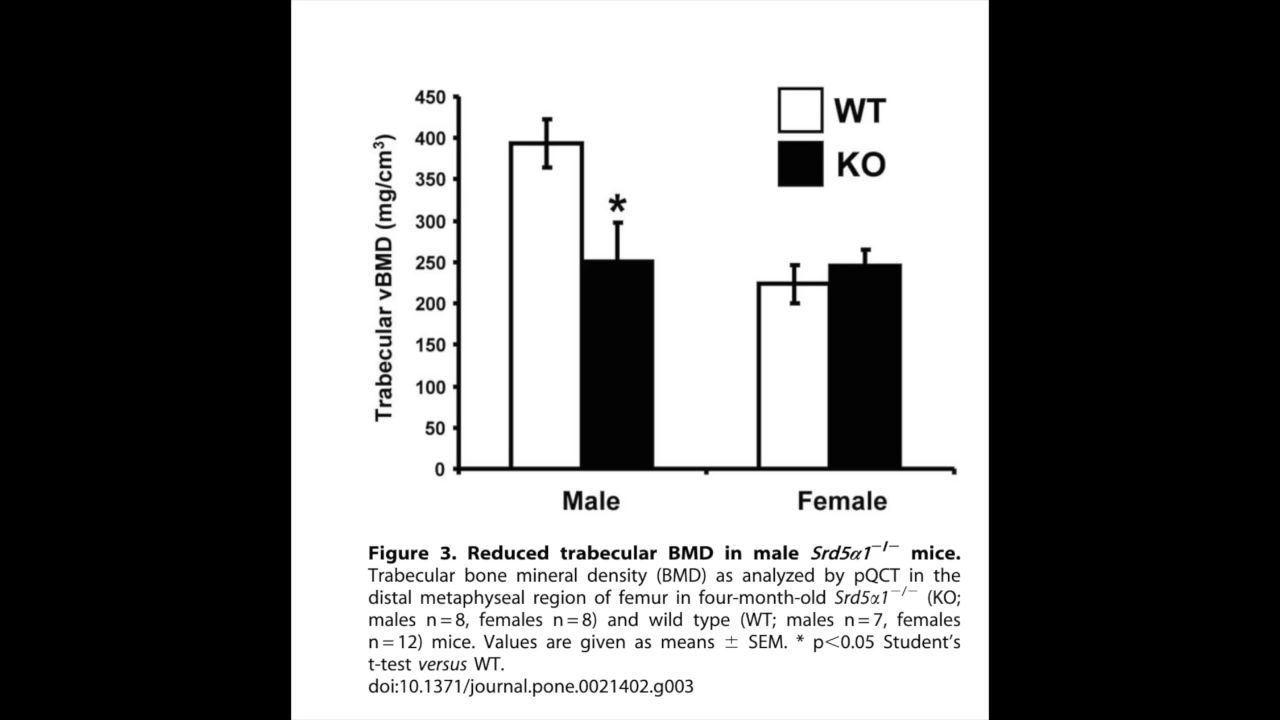 WT
KO
450
400
350
300
250
200
150
100
50
0
Trabecular vBMD (mg/cm³)
*
Male
Female
Figure 3. Reduced trabecular BMD in male Srd5α1⁻/⁻ mice.
Trabecular bone mineral density (BMD) as analyzed by pQCT in the
distal metaphyseal region of femur in four-month-old Srd5α1⁻/⁻ (KO;
males n=8, females n=8) and wild type (WT; males n=7, females
n=12) mice. Values are given as means ± SEM. * p<0.05 Student's
t-test versus WT.
doi:10.1371/journal.pone.0021402.g003